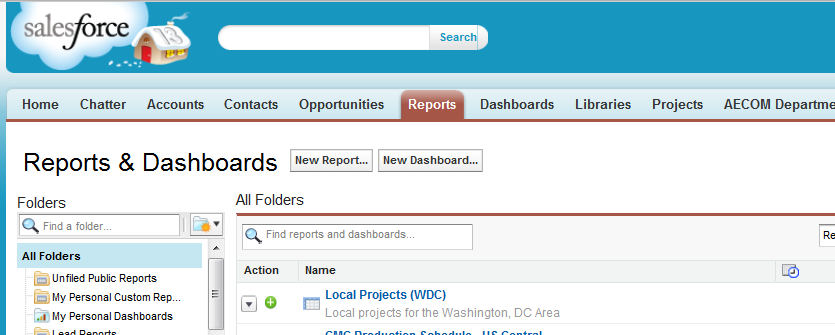 salesforce
Search
Home Chatter Accounts Contacts Opportunities Reports Dashboards Libraries Projects AECOM Departme
Reports & Dashboards New Report... New Dashboard...
Folders
All Folders
Find a folder...
Find reports and dashboards...
Re
All Folders
Action Name
Unfiled Public Reports
My Personal Custom Rep...
Local Projects (WDC)
My Personal Dashboards
Local projects for the Washington, DC Area
Lead Reports
CMC Production Schedule - US Central